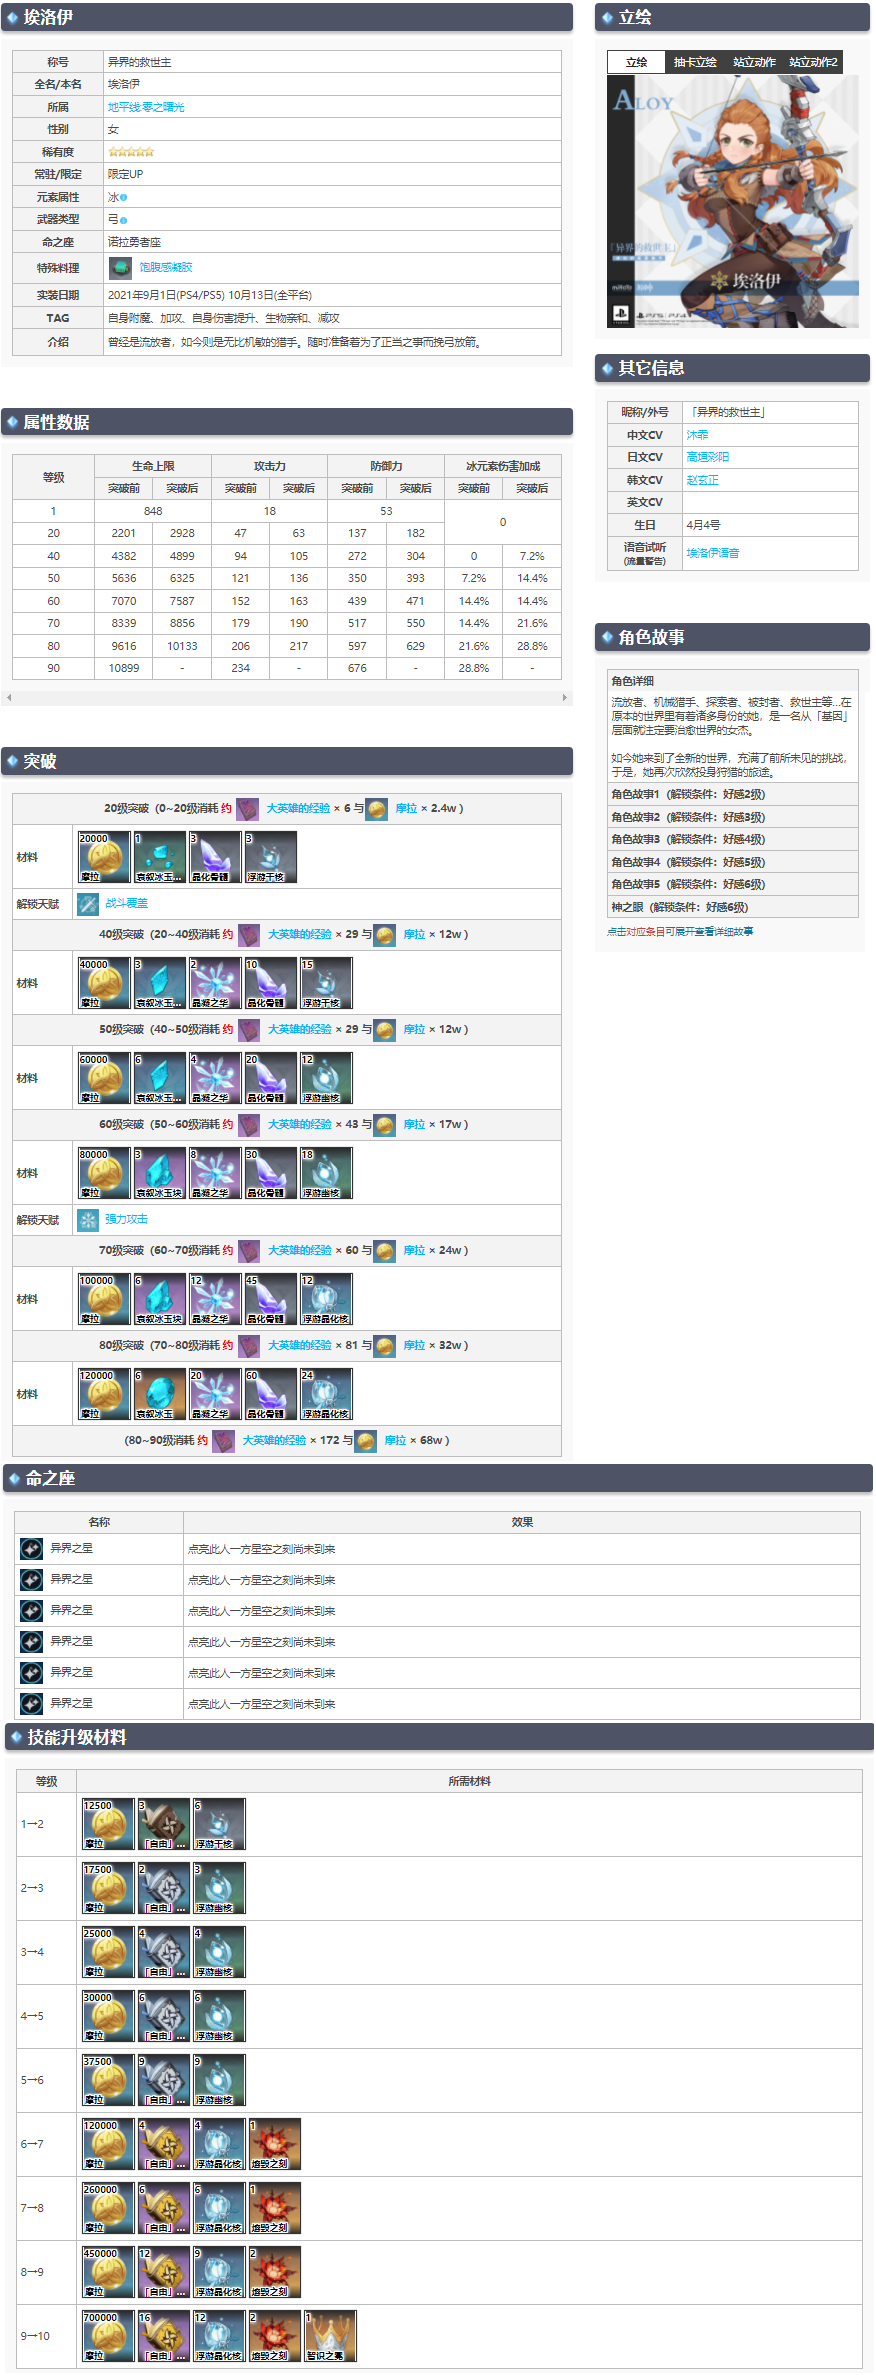 埃洛伊
称号 异界的救世主
全名/本名 埃洛伊
所属 地平线:零之曙光
性别 女
稀有度
常驻/限定 限定UP
元素属性 冰
武器类型 弓
命之座 诺拉勇者座
特殊料理 饱腹感凝胶
实装日期 2021年9月1日(PS4/PS5) 10月13日(全平台)
TAG 自身附魔、加攻、自身伤害提升、生物亲和、减攻
介绍 曾经是流放者，如今则是无比机敏的猎手。随时准备着为了正当之事而挽弓放箭。
立绘
立绘 抽卡立绘 站立动作 站立动作2
ALOY
「异界的救世主」
埃洛伊
miHoYo 原神
其它信息
昵称/外号 「异界的救世主」
中文CV 沐霏
日文CV 高垣彩阳
韩文CV 赵玄正
英文CV
生日 4月4号
语音试听 埃洛伊语音
(流量警告)
属性数据
等级 生命上限 攻击力 防御力 冰元素伤害加成
突破前 突破后 突破前 突破后 突破前 突破后 突破前 突破后
1 848 18 53 0
20 2201 2928 47 63 137 182
40 4382 4899 94 105 272 304 0 7.2%
50 5636 6325 121 136 350 393 7.2% 14.4%
60 7070 7587 152 163 439 471 14.4% 14.4%
70 8339 8856 179 190 517 550 14.4% 21.6%
80 9616 10133 206 217 597 629 21.6% 28.8%
90 10899 - 234 - 676 - 28.8% -
角色故事
角色详细
流放者、机械猎手、探索者、被封者、救世主等...在
原本的世界里有着诸多身份的她，是一名从「基因」
层面就注定要治愈世界的女杰。
如今她来到了全新的世界，充满了前所未见的挑战，
于是，她再次欣然投身狩猎的旅途。
角色故事1（解锁条件：好感2级)
角色故事2（解锁条件：好感3级)
角色故事3（解锁条件：好感4级)
角色故事4（解锁条件：好感5级)
角色故事5（解锁条件：好感6级)
神之眼（解锁条件：好感6级)
点击对应条目可展开查看详细故事
突破
20级突破（0~20级消耗 约 大英雄的经验 × 6 与 摩拉 × 2.4w ）
材料 20000 1 3 3
摩拉 哀叙冰玉... 晶化骨髓 浮游干核
解锁天赋 战斗覆盖
40级突破（20~40级消耗 约 大英雄的经验 × 29 与 摩拉 × 12w ）
材料 40000 3 2 10 15
摩拉 哀叙冰玉... 晶凝之华 晶化骨髓 浮游干核
50级突破（40~50级消耗 约 大英雄的经验 × 29 与 摩拉 × 12w ）
材料 60000 6 4 20 12
摩拉 哀叙冰玉... 晶凝之华 晶化骨髓 浮游幽核
60级突破（50~60级消耗 约 大英雄的经验 × 43 与 摩拉 × 17w ）
材料 80000 3 8 30 18
摩拉 哀叙冰玉块 晶凝之华 晶化骨髓 浮游幽核
解锁天赋 强力攻击
70级突破（60~70级消耗 约 大英雄的经验 × 60 与 摩拉 × 24w ）
材料 100000 6 12 45 12
摩拉 哀叙冰玉块 晶凝之华 晶化骨髓 浮游晶化核
80级突破（70~80级消耗 约 大英雄的经验 × 81 与 摩拉 × 32w ）
材料 120000 6 20 60 24
摩拉 哀叙冰玉 晶凝之华 晶化骨髓 浮游晶化核
(80~90级消耗 约 大英雄的经验 × 172 与 摩拉 × 68w ）
命之座
名称 效果
异界之星 点亮此人一方星空之刻尚未到来
异界之星 点亮此人一方星空之刻尚未到来
异界之星 点亮此人一方星空之刻尚未到来
异界之星 点亮此人一方星空之刻尚未到来
异界之星 点亮此人一方星空之刻尚未到来
异界之星 点亮此人一方星空之刻尚未到来
技能升级材料
等级 所需材料
1→2 12500 3 6
摩拉 「自由」... 浮游干核
2→3 17500 2 3
摩拉 「自由」... 浮游幽核
3→4 25000 4 4
摩拉 「自由」... 浮游幽核
4→5 30000 6 6
摩拉 「自由」... 浮游幽核
5→6 37500 9 9
摩拉 「自由」... 浮游幽核
6→7 120000 4 4 1
摩拉 「自由」... 浮游晶化核 熔毁之刻
7→8 260000 6 6 1
摩拉 「自由」... 浮游晶化核 熔毁之刻
8→9 450000 12 9 2
摩拉 「自由」... 浮游晶化核 熔毁之刻
9→10 700000 16 12 2 1
摩拉 「自由」... 浮游晶化核 熔毁之刻 智识之冕